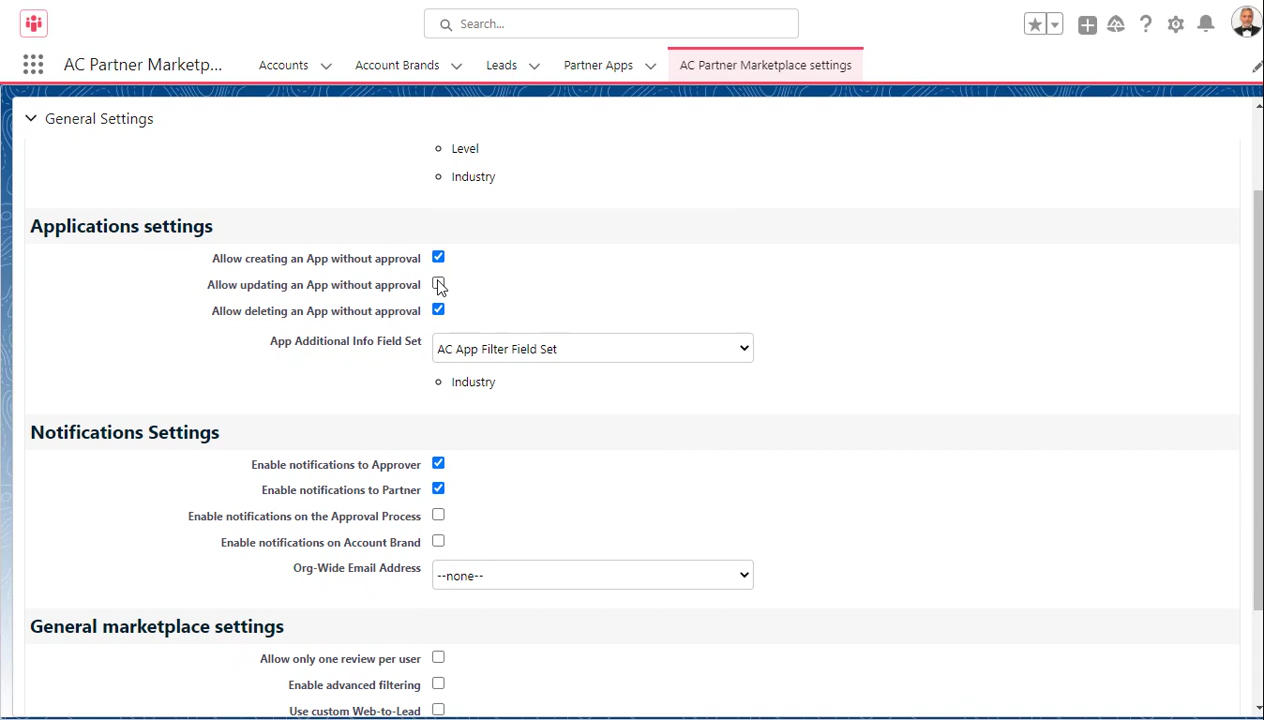 Search...
AC Partner Marketp...
Accounts
Account Brands
Leads
Partner Apps
AC Partner Marketplace settings
General Settings
Level
Industry
Applications settings
Allow creating an App without approval
Allow updating an App without approval
Allow deleting an App without approval
App Additional Info Field Set
AC App Filter Field Set
Industry
Notifications Settings
Enable notifications to Approver
Enable notifications to Partner
Enable notifications on the Approval Process
Enable notifications on Account Brand
Org-Wide Email Address
--none--
General marketplace settings
Allow only one review per user
Enable advanced filtering
Use custom Web-to-Lead